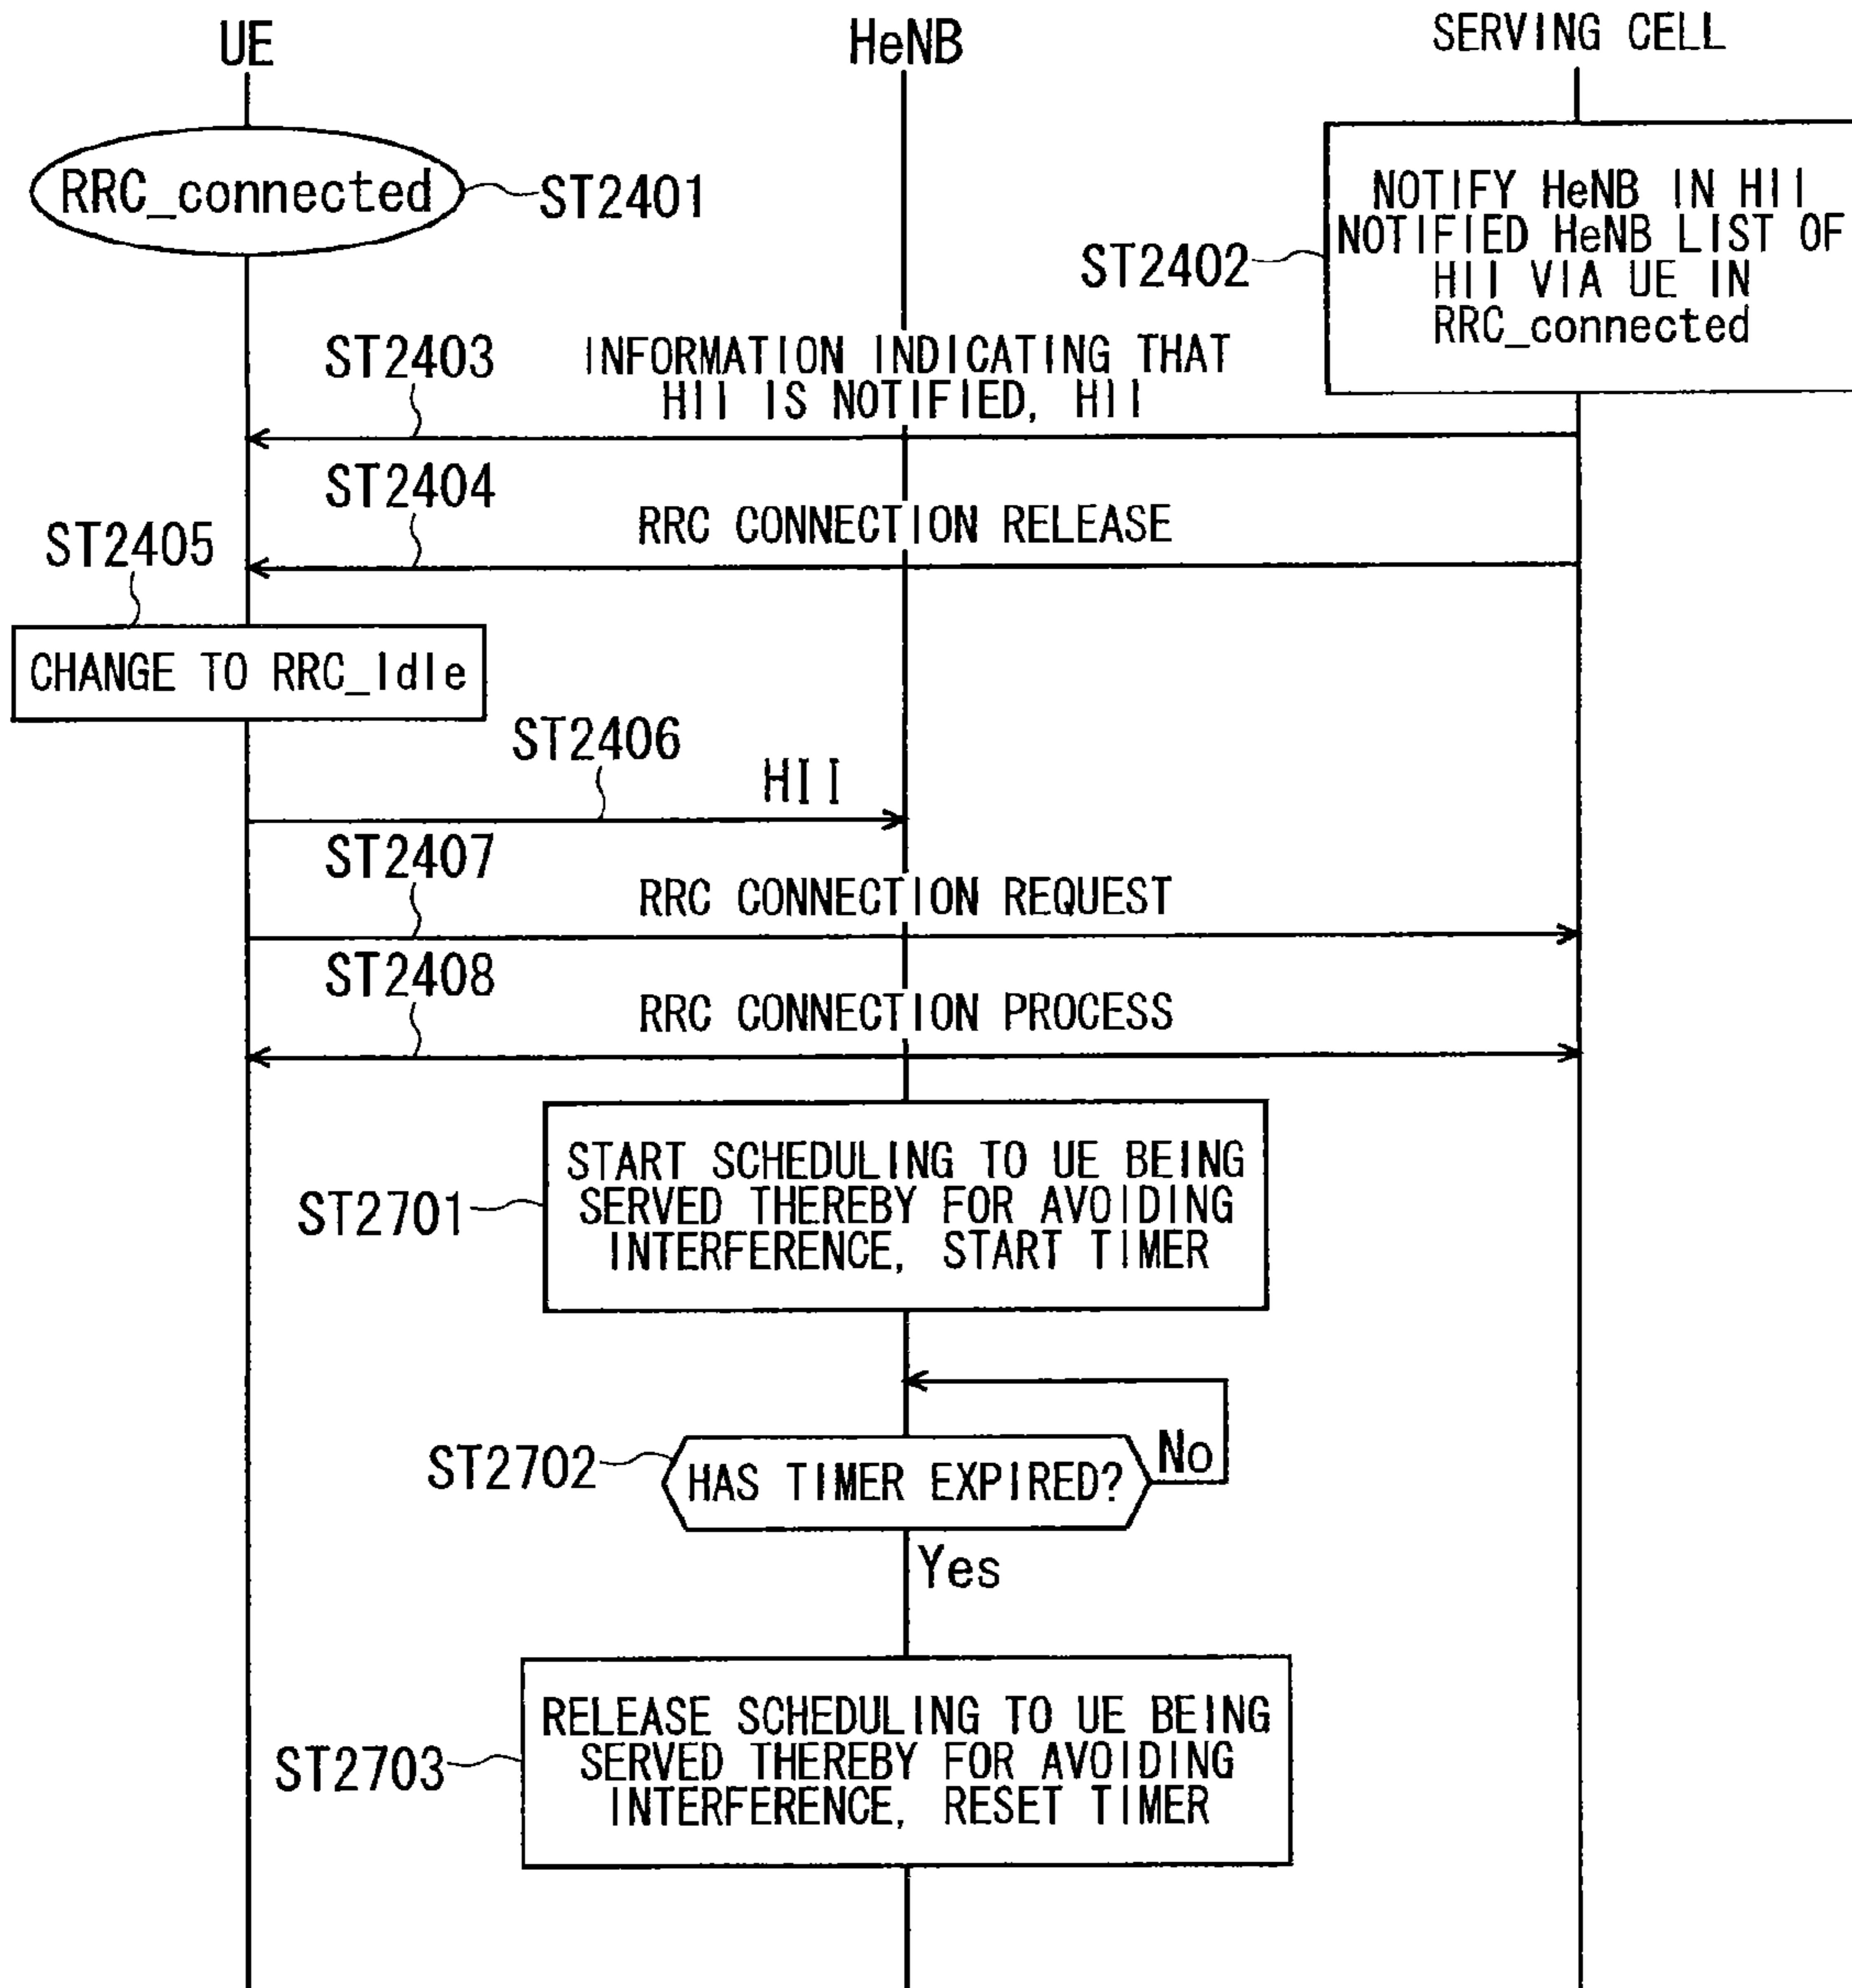 UE
HeNB
SERVING CELL
RRC_connected
ST2401
NOTIFY HeNB IN HII
NOTIFIED HeNB LIST OF
HII VIA UE IN
RRC_connected
ST2402
ST2403
INFORMATION INDICATING THAT
HII IS NOTIFIED, HII
ST2404
RRC CONNECTION RELEASE
ST2405
CHANGE TO RRC_Idle
ST2406
HII
ST2407
RRC CONNECTION REQUEST
ST2408
RRC CONNECTION PROCESS
START SCHEDULING TO UE BEING
SERVED THEREBY FOR AVOIDING
INTERFERENCE, START TIMER
ST2701
ST2702
HAS TIMER EXPIRED?
No
Yes
RELEASE SCHEDULING TO UE BEING
SERVED THEREBY FOR AVOIDING
INTERFERENCE, RESET TIMER
ST2703